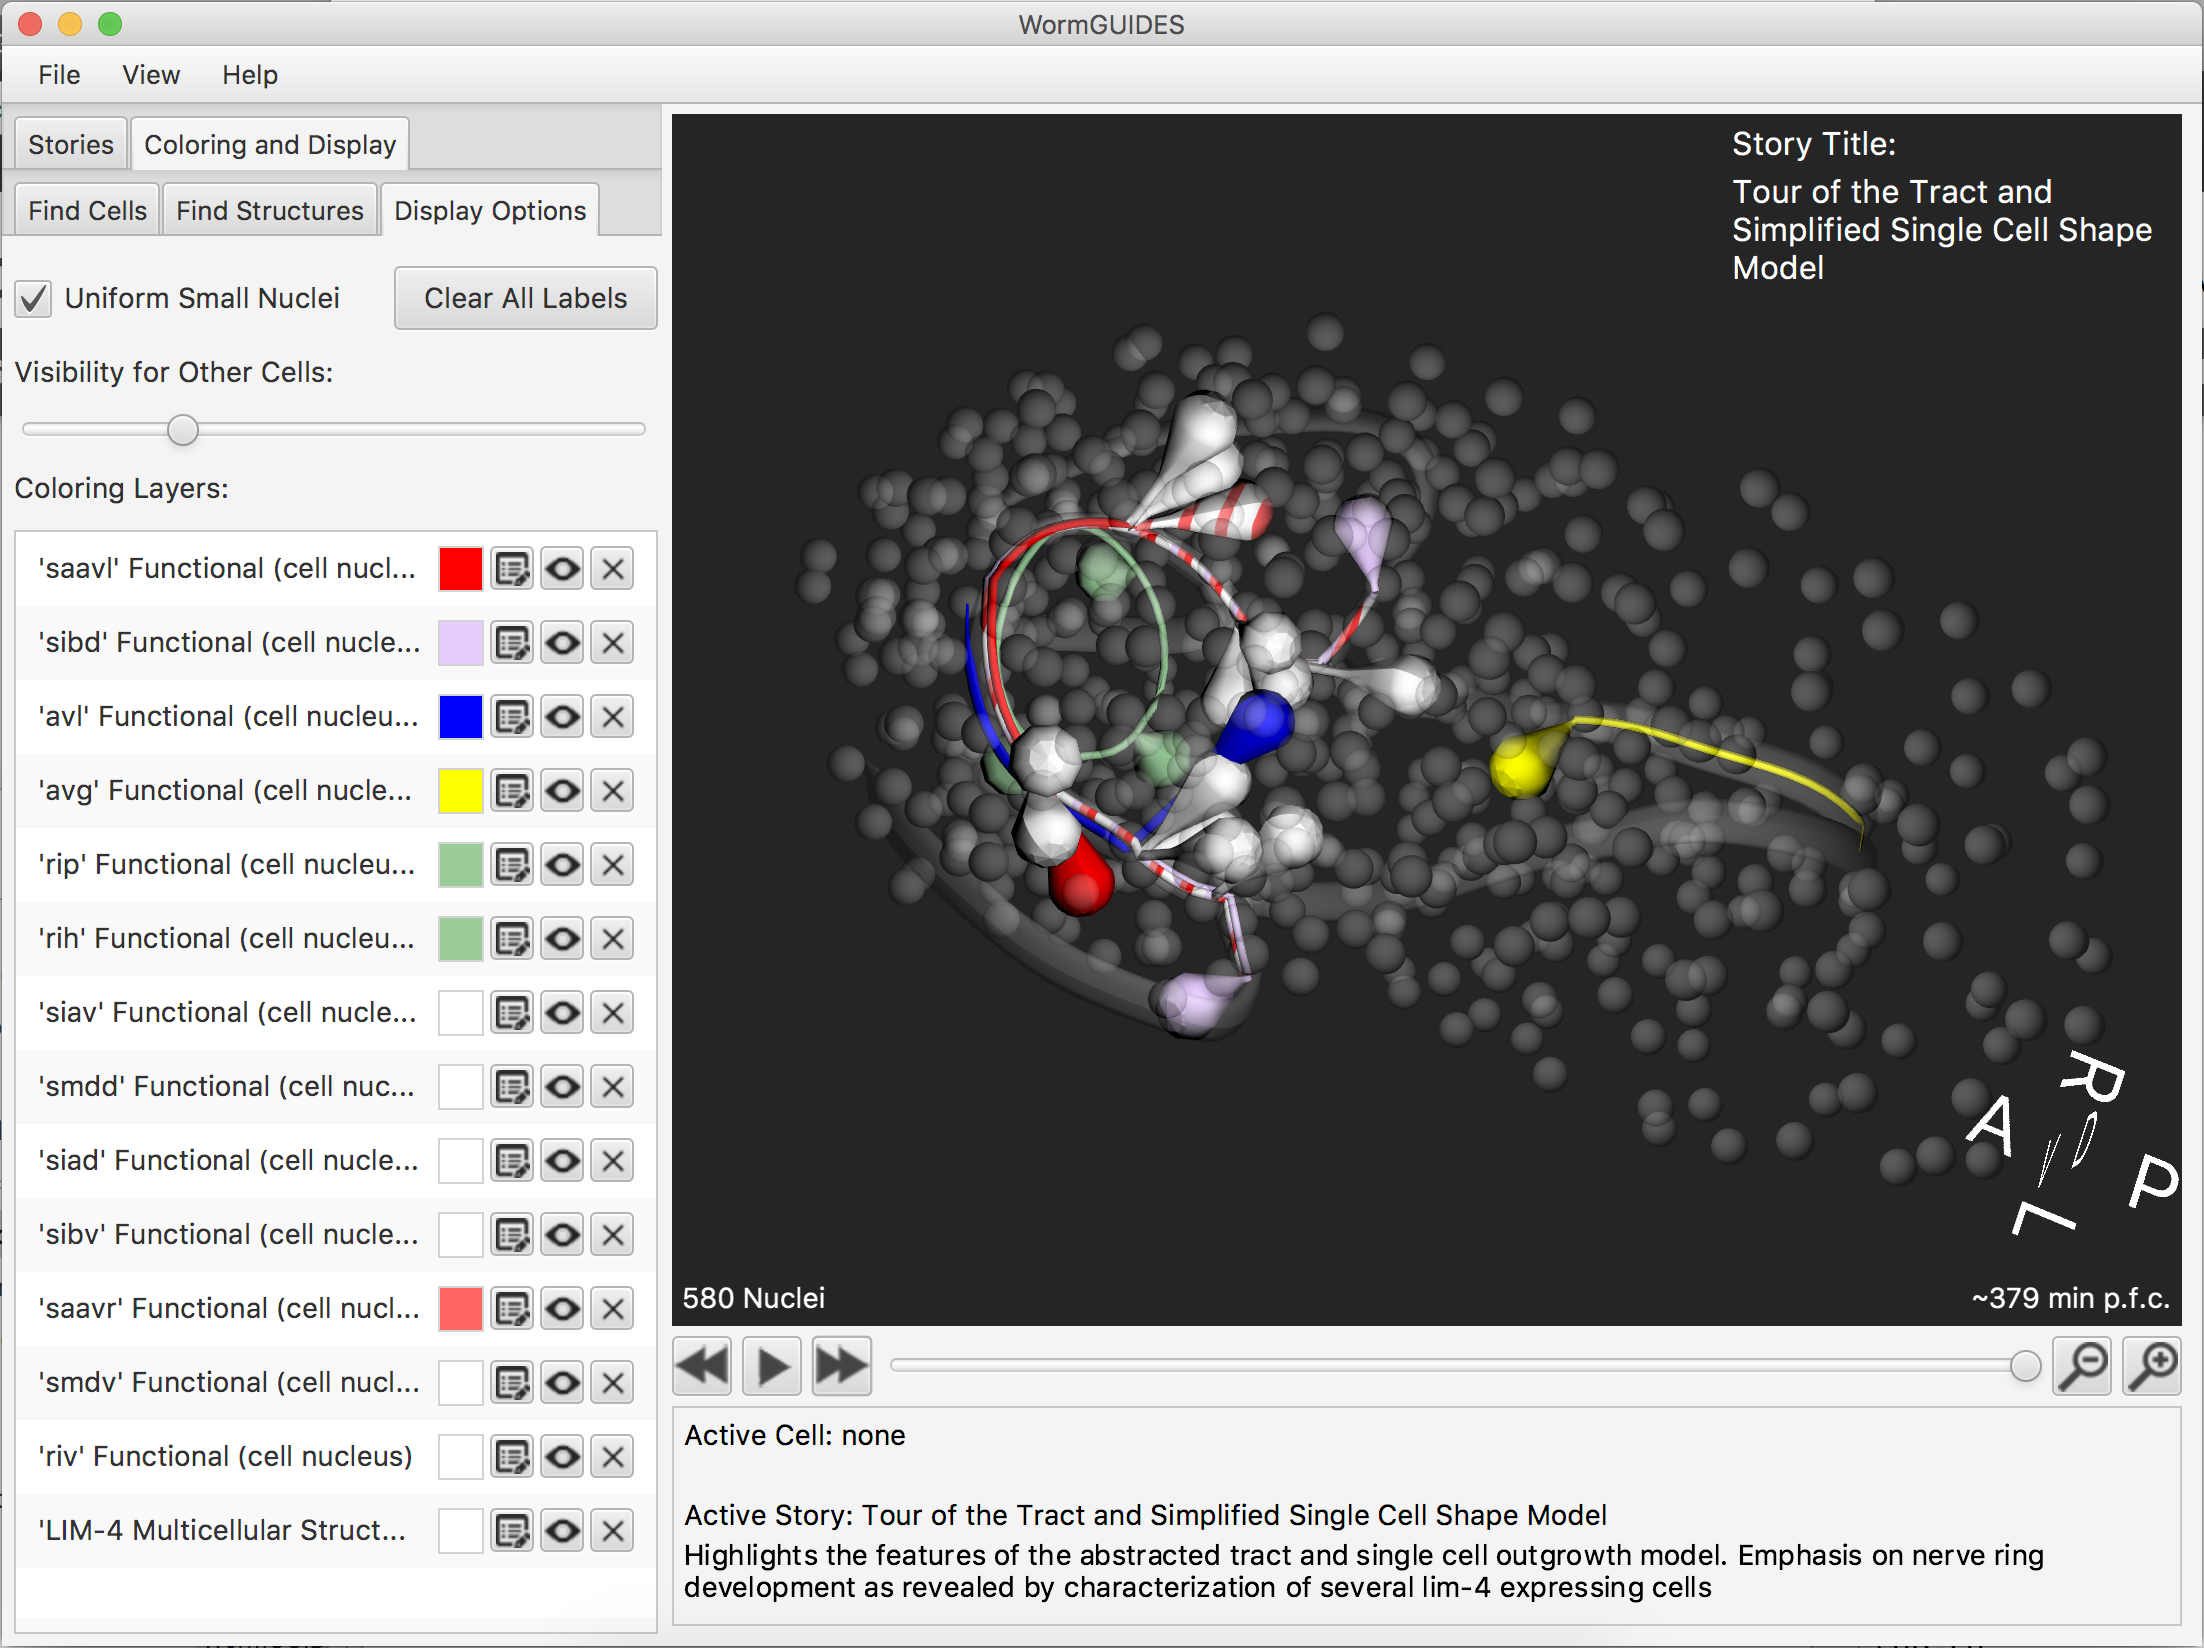 WormGUIDES
File View Help
Stories Coloring and Display
Find Cells Find Structures Display Options
Uniform Small Nuclei Clear All Labels
Visibility for Other Cells:
Coloring Layers:
'saavl' Functional (cell nucl...
'sibd' Functional (cell nucle...
'avl' Functional (cell nucleu...
'avg' Functional (cell nucle...
'rip' Functional (cell nucleu...
'rih' Functional (cell nucleu...
'siav' Functional (cell nucle...
'smdd' Functional (cell nuc...
'siad' Functional (cell nucle...
'sibv' Functional (cell nucle...
'saavr' Functional (cell nucl...
'smdv' Functional (cell nucl...
'riv' Functional (cell nucleus)
'LIM-4 Multicellular Struct...
Story Title:
Tour of the Tract and
Simplified Single Cell Shape
Model
R
A
D
V
P
L
580 Nuclei
~379 min p.f.c.
Active Cell: none
Active Story: Tour of the Tract and Simplified Single Cell Shape Model
Highlights the features of the abstracted tract and single cell outgrowth model. Emphasis on nerve ring
development as revealed by characterization of several lim-4 expressing cells